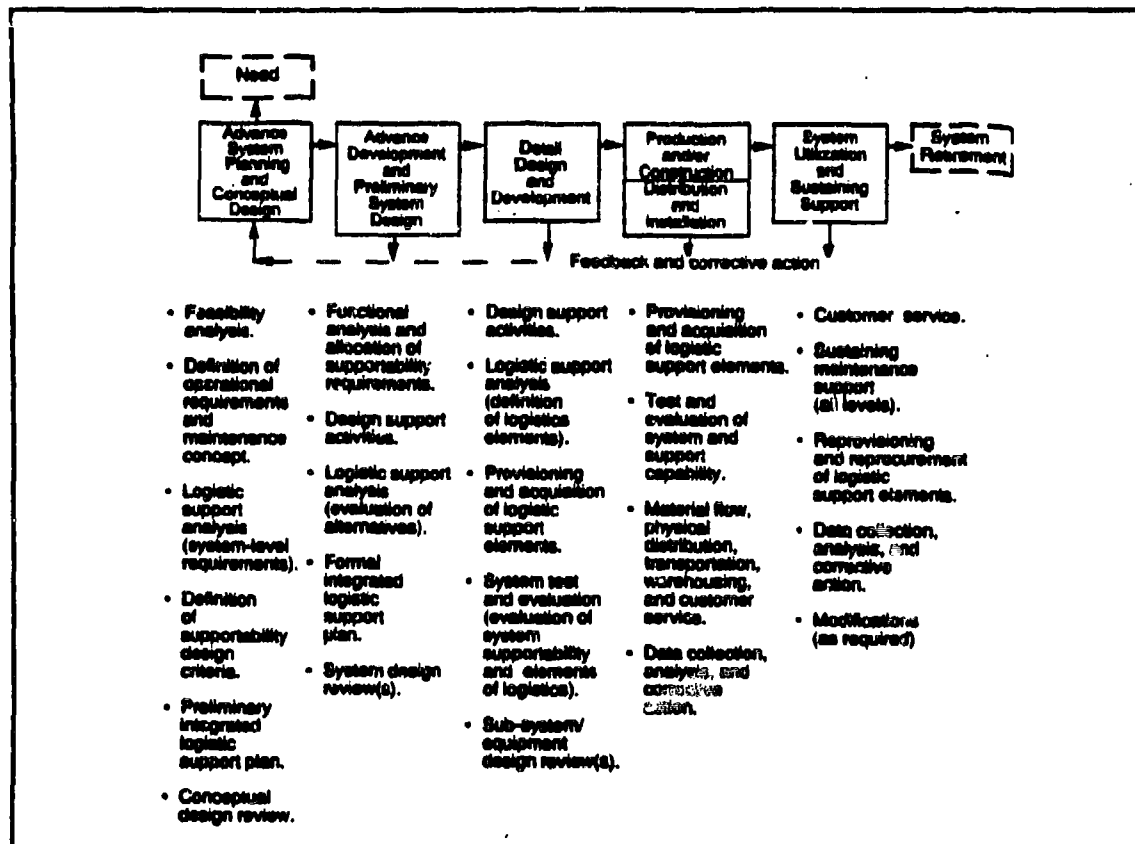 Need
Advance
System
Planning
and
Conceptual
Design
Advance
Development
and
Preliminary
System
Design
Detail
Design
and
Development
Production
and/or
Construction
Distribution
and
Installation
System
Utilization
and
Sustaining
Support
System
Retirement
Feedback and corrective action
• Feasibility
analysis.
• Definition of
operational
requirements
and
maintenance
concept.
• Logistic
support
analysis
(system-level
requirements).
• Definition
of
supportability
design
criteria.
• Preliminary
integrated
logistic
support plan.
• Conceptual
design review.
• Functional
analysis and
allocation of
supportability
requirements.
• Design support
activities.
• Logistic support
analysis
(evaluation of
alternatives).
• Formal
integrated
logistic
support
plan.
• System design
review(s).
• Design support
activities.
• Logistic support
analysis
(definition
of logistics
elements).
• Provisioning
and acquisition
of logistic
support
elements.
• System test
and evaluation
(evaluation of
system
supportability
and elements
of logistics).
• Sub-system/
equipment
design review(s).
• Provisioning
and acquisition
of logistic
support elements.
• Test and
evaluation of
system and
support
capability.
• Material flow,
physical
distribution,
transportation,
warehousing,
and customer
service.
• Data collection,
analysis, and
corrective
action.
• Customer service.
• Sustaining
maintenance
support
(all levels).
• Reprovisioning
and reprocurement
of logistic
support elements.
• Data collection,
analysis, and
corrective
action.
• Modifications
(as required)